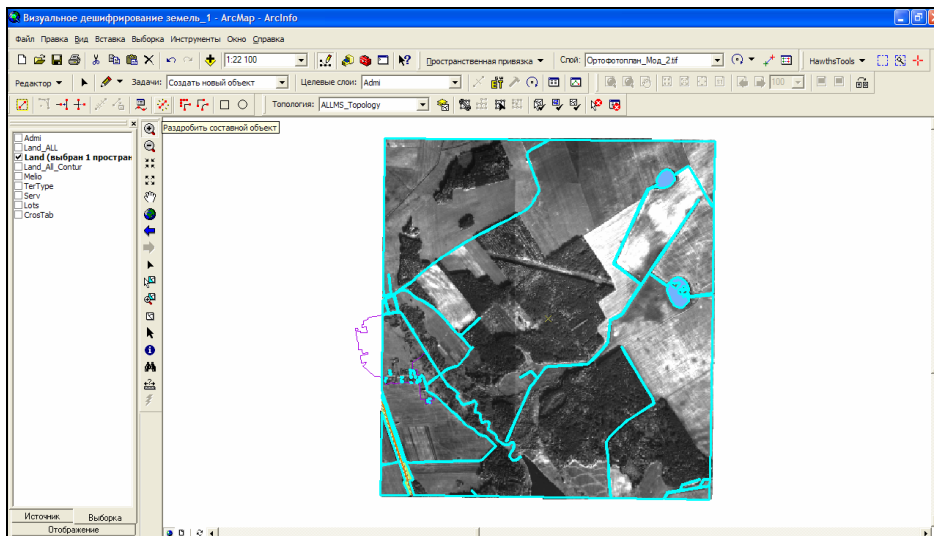 Визуальное дешифрирование земель_1 - ArcMap - ArcInfo
Файл Правка Вид Вставка Выборка Инструменты Окно Справка
1:22 100 Пространственная привязка Слой: Ортофотоплан_Мод_2.tif HawthsTools
Редактор Задачи: Создать новый объект Целевые слои: Admi 100
Топология: ALLMS_Topology
Раздробить составной объект
Admi
Land_ALL
Land (выбран 1 простран
Land_All_Contur
Melio
TerType
Serv
Lots
CrosTab
Источник Выборка
Отображение